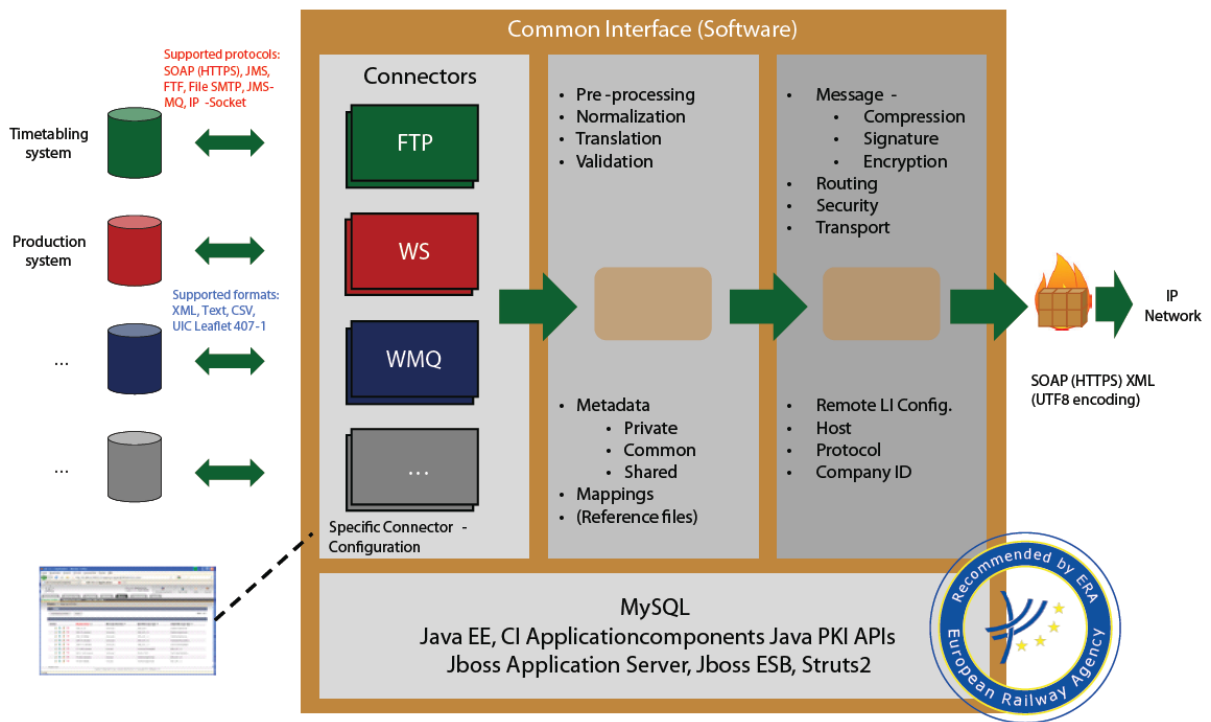 Common Interface (Software)
Supported protocols:
SOAP (HTTPS), JMS,
FTF, File SMTP, JMS-
MQ, IP -Socket
Timetabling
system
Production
system
Supported formats:
XML, Text, CSV,
UIC Leaflet 407-1
...
...
Connectors
FTP
WS
WMQ
...
Specific Connector -
Configuration
• Pre -processing
• Normalization
• Translation
• Validation
• Metadata
• Private
• Common
• Shared
• Mappings
• (Reference files)
• Message -
• Compression
• Signature
• Encryption
• Routing
• Security
• Transport
• Remote LI Config.
• Host
• Protocol
• Company ID
IP
Network
SOAP (HTTPS) XML
(UTF8 encoding)
MySQL
Java EE, CI Applicationcomponents Java PKI APIs
Jboss Application Server, Jboss ESB, Struts2
Recommended by ERA
European Railway Agency